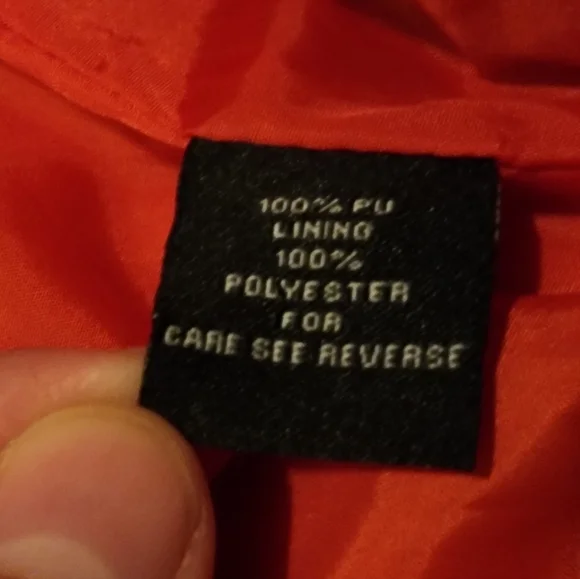 100% PU
LINING
100%
POLYESTER
FOR
CARE SEE REVERSE